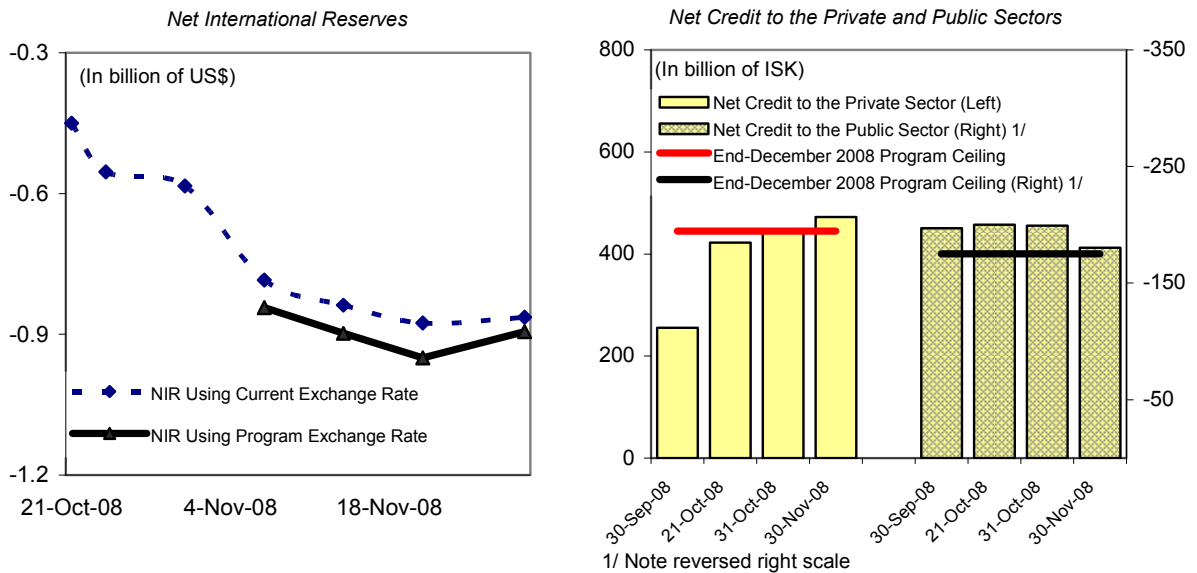 Net International Reserves
-0.3
(In billion of US$)
-0.6
-0.9
NIR Using Current Exchange Rate
NIR Using Program Exchange Rate
-1.2
21-Oct-08 4-Nov-08 18-Nov-08
Net Credit to the Private and Public Sectors
800 -350
(In billion of ISK)
Net Credit to the Private Sector (Left)
Net Credit to the Public Sector (Right) 1/
600 -250
End-December 2008 Program Ceiling
End-December 2008 Program Ceiling (Right) 1/
400 -150
200 -50
0
30-Sep-08 21-Oct-08 31-Oct-08 30-Nov-08 30-Sep-08 21-Oct-08 31-Oct-08 30-Nov-08
1/ Note reversed right scale